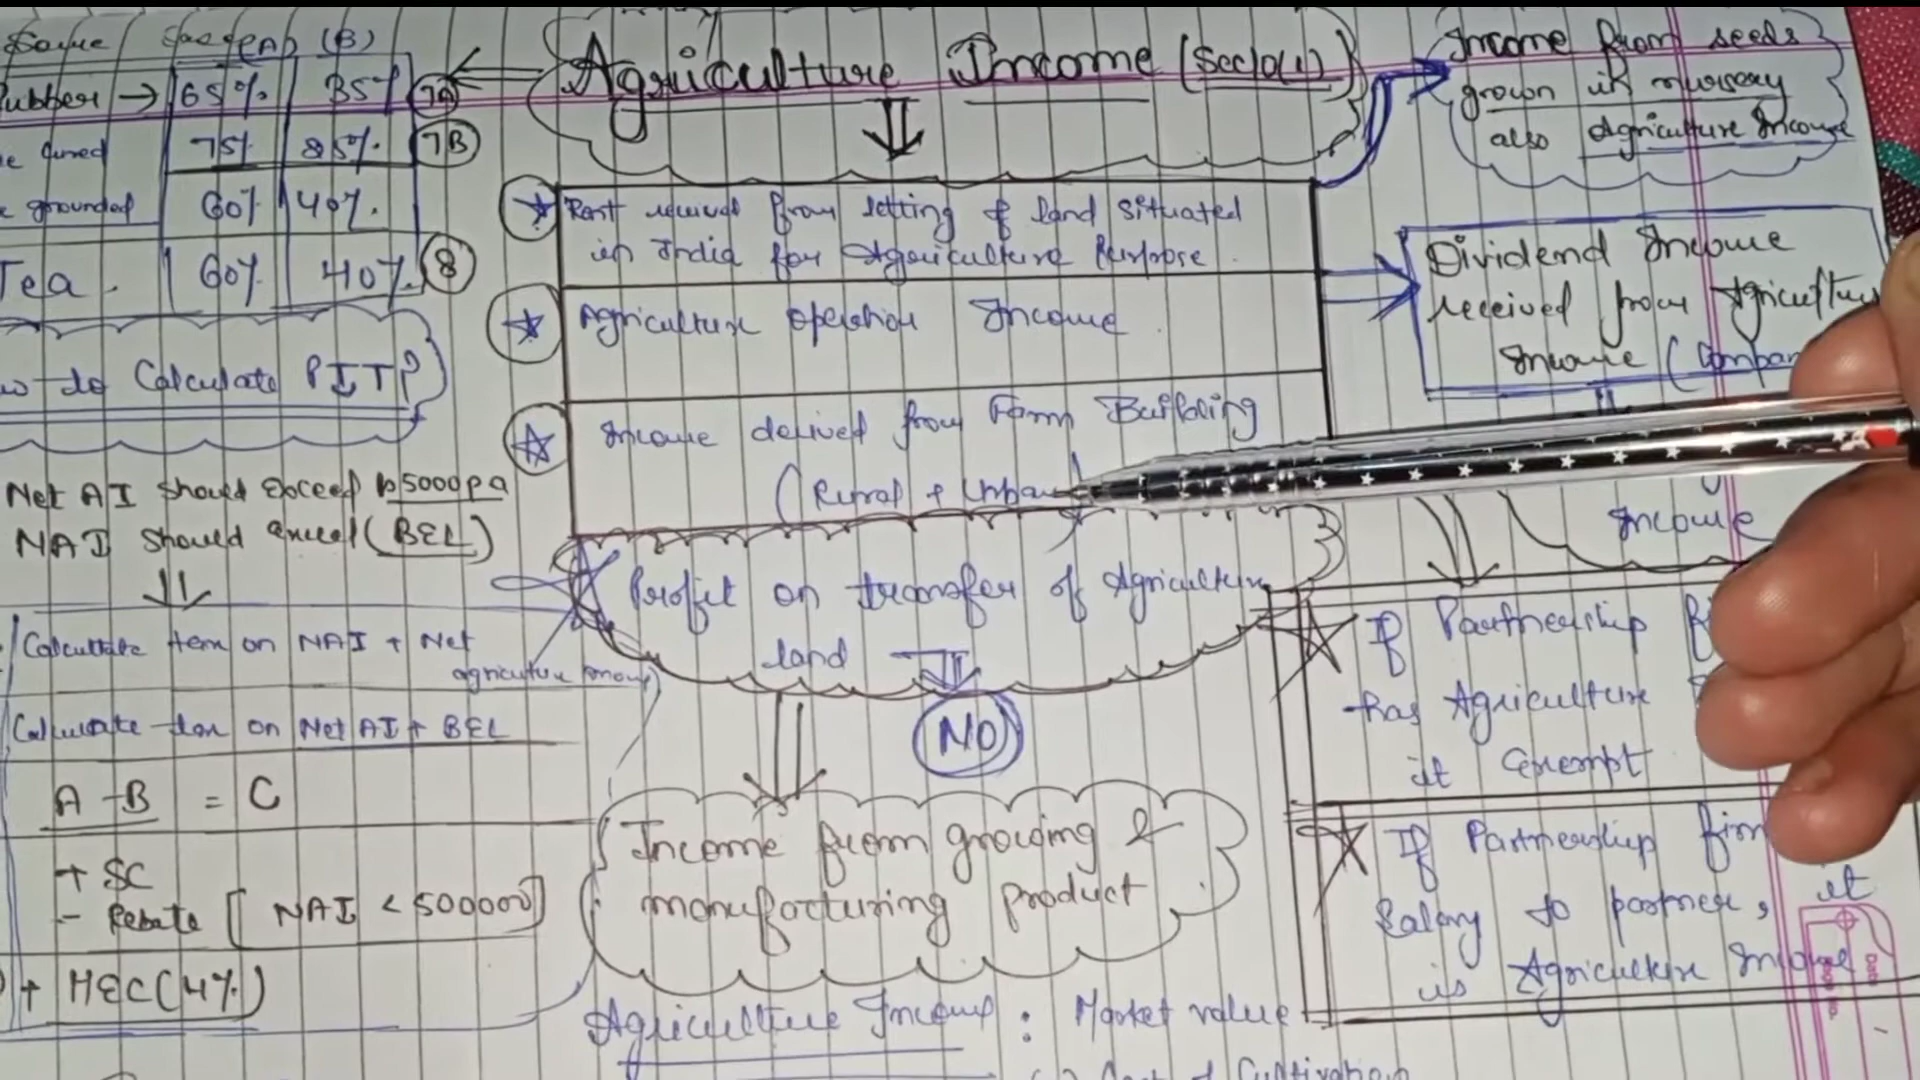 Agriculture Income (Sec10(1))
Income from seeds
grown in nursery
also Agriculture Income
(A) (B)
Rubber → 65% 35% 7A
cured 75% 25% 7B
grounded 60% 40%
Tea 60% 40% 8
Rent received from letting of land situated
in India for Agriculture Purpose.
Agriculture operation Income
Income derived from Farm Building
(Rural + Urban)
Dividend Income
received from Agriculture
Income (Company
Income
to Calculate PIT?
Net AI should exceed 5000 pa
NAI should exceed (BEL)
Calculate tax on NAI + Net
agriculture Income
Calculate tax on Net AI + BEL
A - B = C
+ SC
- Rebate [NAI < 500000]
+ HEC (4%)
Profit on transfer of Agriculture
land
NO
Income from growing &
manufacturing product
Agriculture Income : Market value
(-) Cost of Cultivation
If Partnership
has Agriculture
it Exempt
If Partnership firm
Salary to partner, it
is Agriculture Income
Date